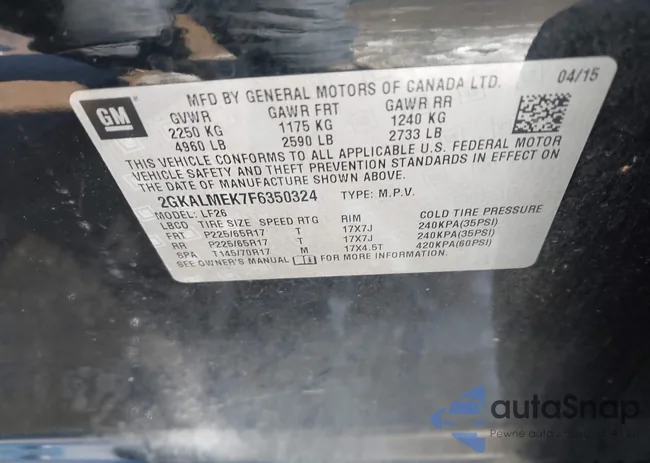 GM
MFD BY GENERAL MOTORS OF CANADA LTD. 04/15
GVWR GAWR FRT GAWR RR
2250 KG 1175 KG 1240 KG
4960 LB 2590 LB 2733 LB
THIS VEHICLE CONFORMS TO ALL APPLICABLE U.S. FEDERAL MOTOR
VEHICLE SAFETY AND THEFT PREVENTION STANDARDS IN EFFECT ON
THE DATE OF MANUFACTURE SHOWN ABOVE.
2GKALMEK7F6350324 TYPE: M.P.V.
MODEL: LF26
LBCD TIRE SIZE SPEED RTG RIM COLD TIRE PRESSURE
FRT P225/65R17 T 17X7J 240KPA(35PSI)
RR P225/65R17 T 17X7J 240KPA(35PSI)
SPA T145/70R17 M 17X4.5T 420KPA(60PSI)
SEE OWNER'S MANUAL FOR MORE INFORMATION.
autoSnap
Pewne auto